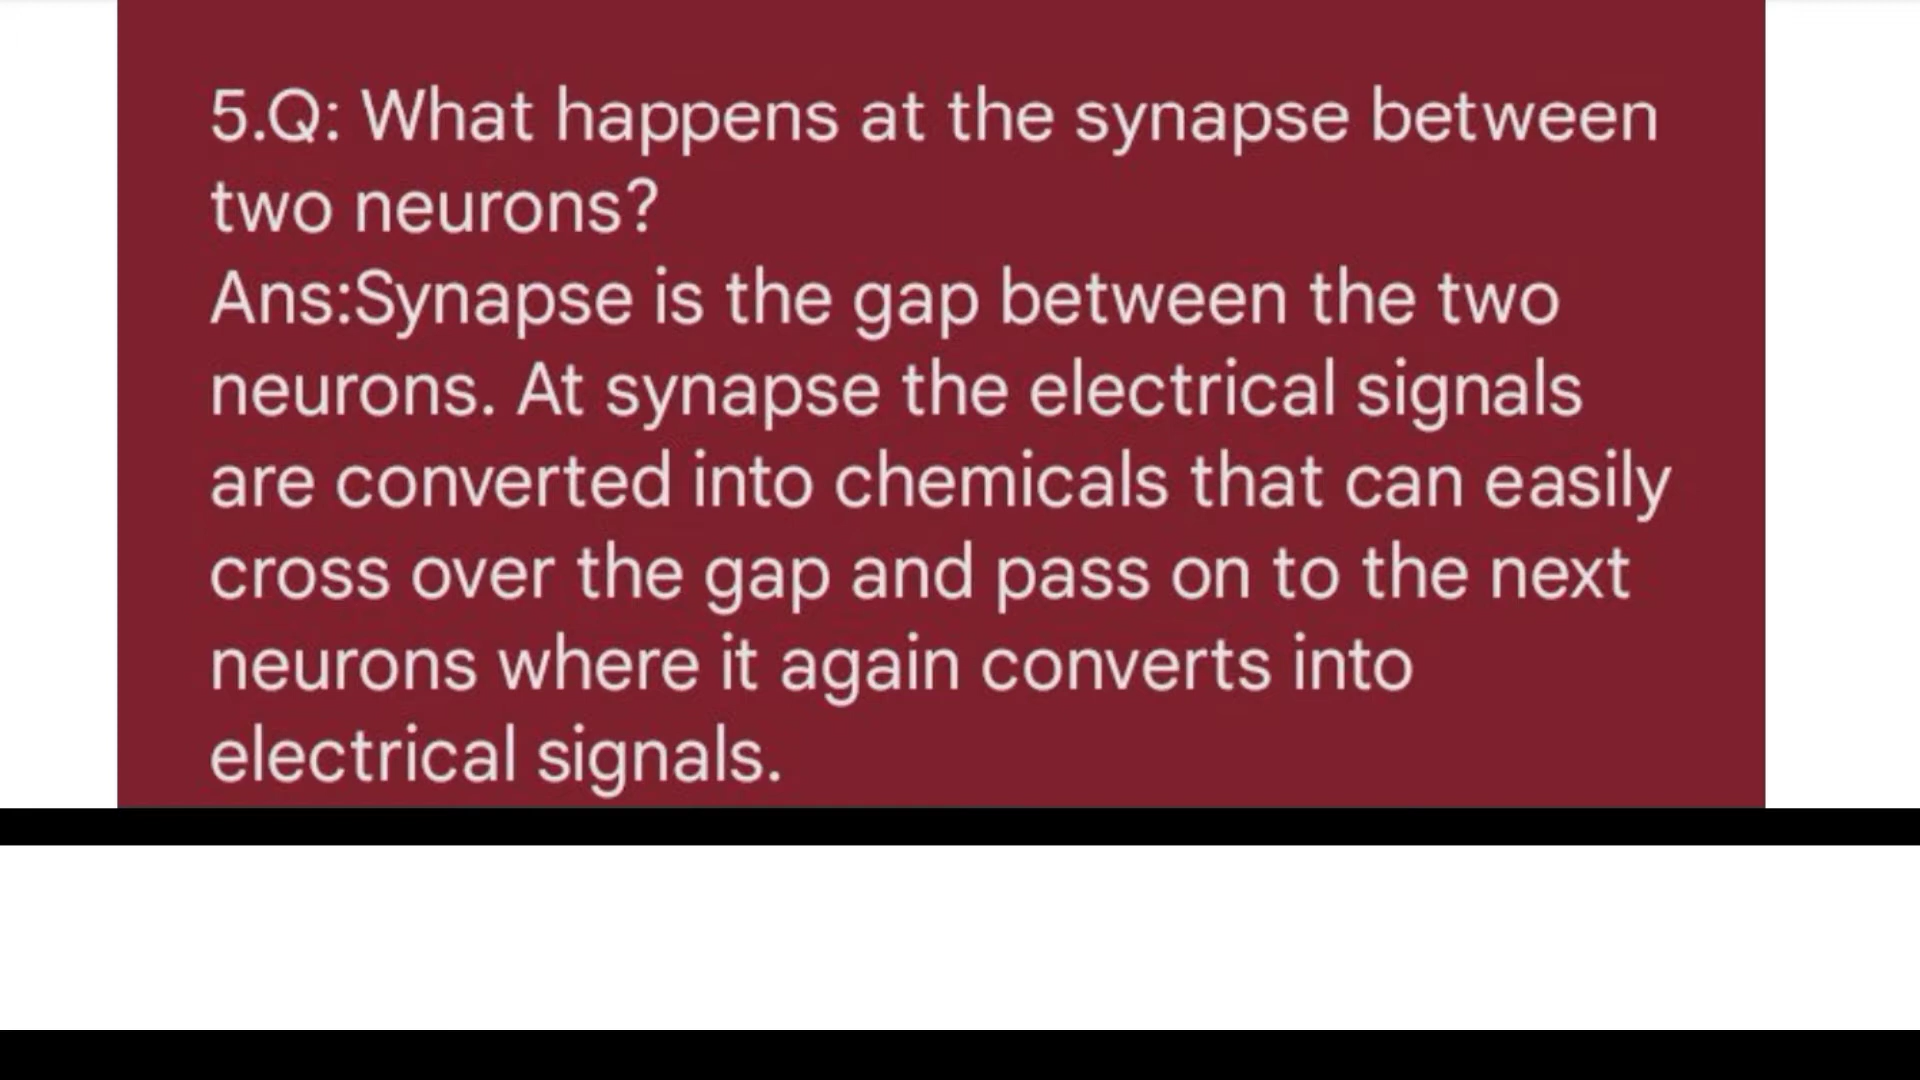 5.Q: What happens at the synapse between
two neurons?
Ans:Synapse is the gap between the two
neurons. At synapse the electrical signals
are converted into chemicals that can easily
cross over the gap and pass on to the next
neurons where it again converts into
electrical signals.